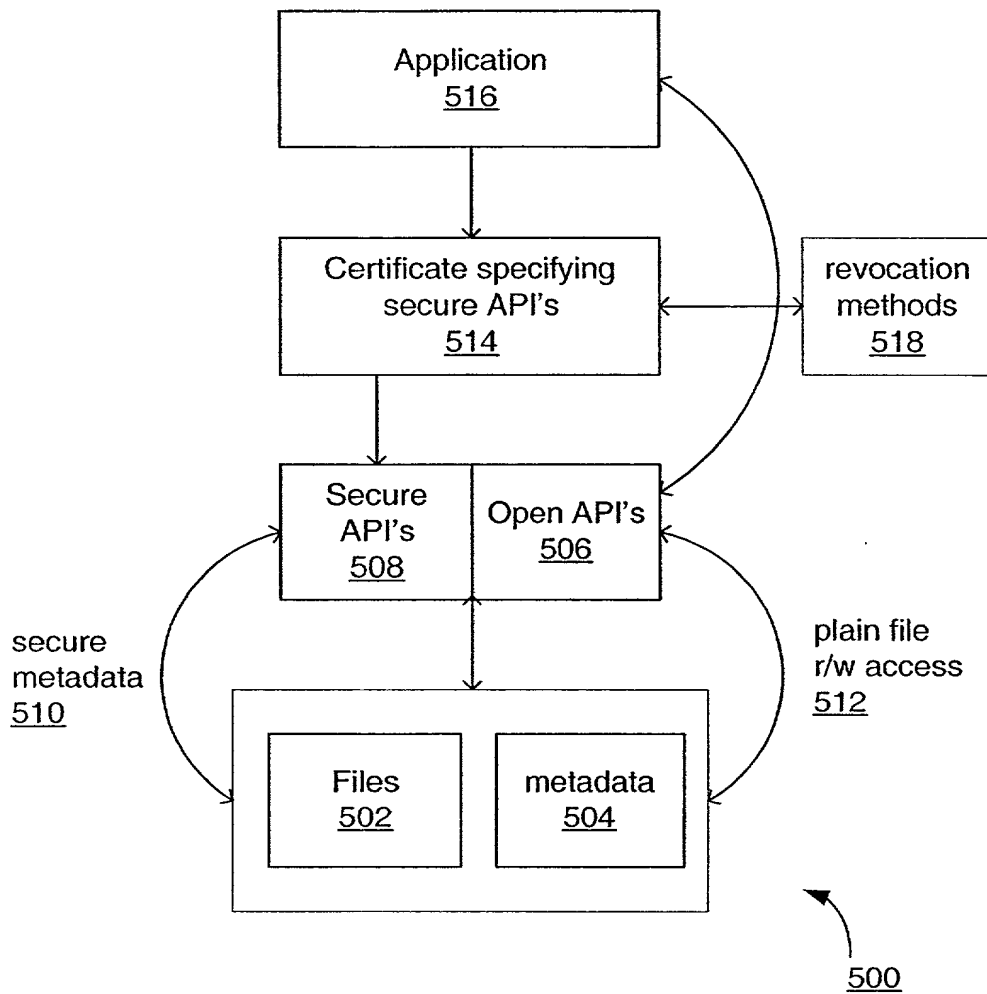 Application
516
Certificate specifying
secure API's
514
revocation
methods
518
Secure
API's
508
Open API's
506
secure
metadata
510
plain file
r/w access
512
Files
502
metadata
504
500